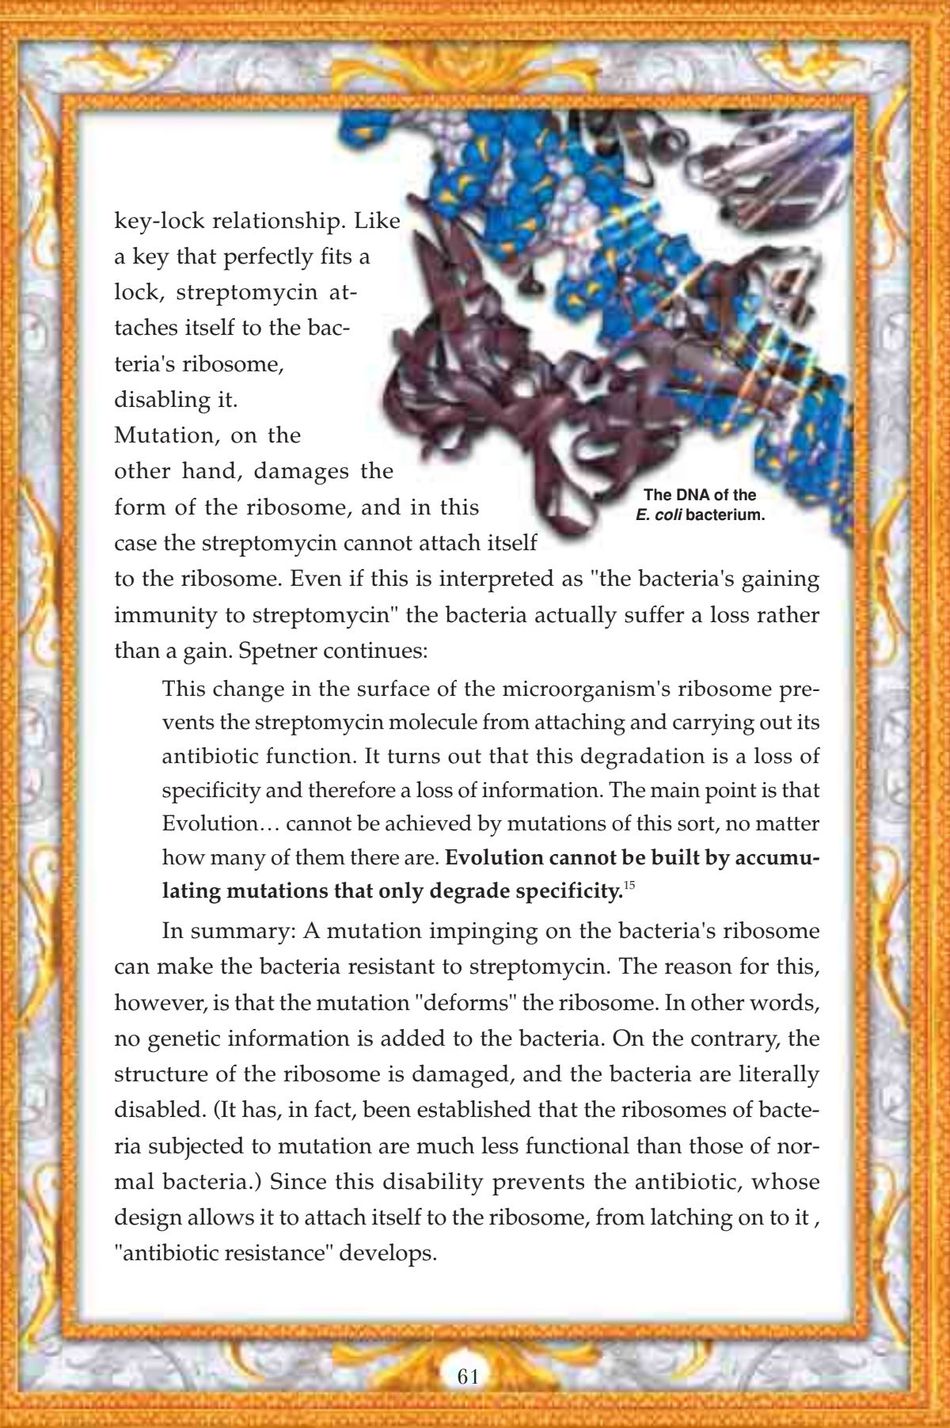 key-lock relationship. Like
a key that perfectly fits a
lock, streptomycin at-
taches itself to the bac-
teria's ribosome,
disabling it.
Mutation, on the
other hand, damages the
form of the ribosome, and in this
case the streptomycin cannot attach itself
to the ribosome. Even if this is interpreted as "the bacteria's gaining
immunity to streptomycin" the bacteria actually suffer a loss rather
than a gain. Spetner continues:
The DNA of the
E. coli bacterium.
This change in the surface of the microorganism's ribosome pre-
vents the streptomycin molecule from attaching and carrying out its
antibiotic function. It turns out that this degradation is a loss of
specificity and therefore a loss of information. The main point is that
Evolution… cannot be achieved by mutations of this sort, no matter
how many of them there are. Evolution cannot be built by accumu-
lating mutations that only degrade specificity.15
In summary: A mutation impinging on the bacteria's ribosome
can make the bacteria resistant to streptomycin. The reason for this,
however, is that the mutation "deforms" the ribosome. In other words,
no genetic information is added to the bacteria. On the contrary, the
structure of the ribosome is damaged, and the bacteria are literally
disabled. (It has, in fact, been established that the ribosomes of bacte-
ria subjected to mutation are much less functional than those of nor-
mal bacteria.) Since this disability prevents the antibiotic, whose
design allows it to attach itself to the ribosome, from latching on to it ,
"antibiotic resistance" develops.
61